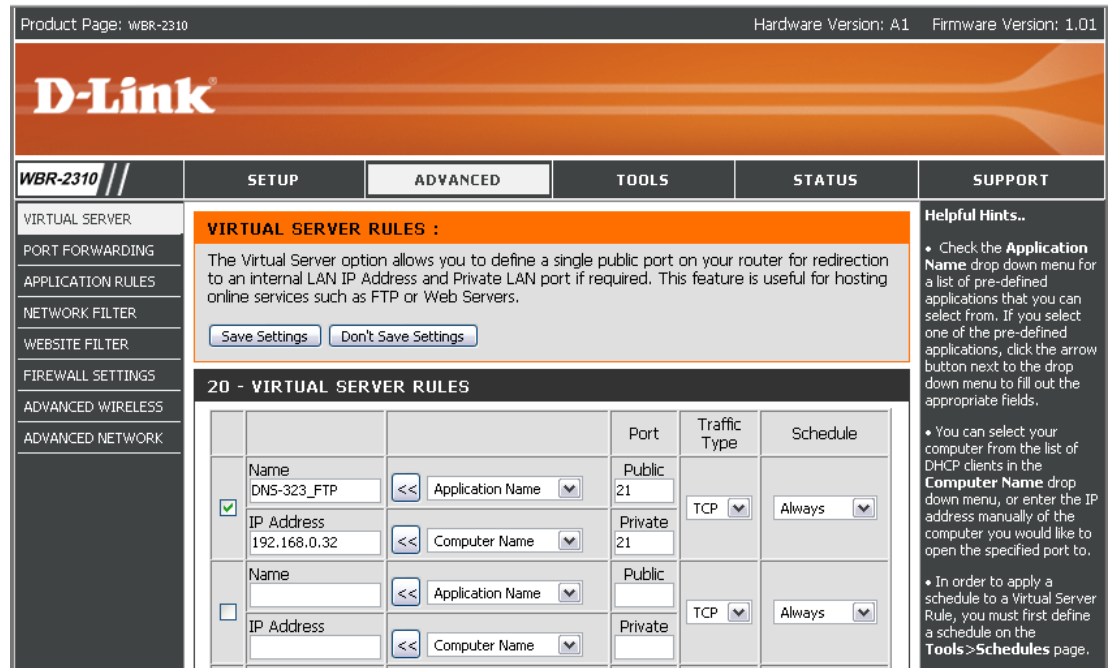 Product Page: WBR-2310
Hardware Version: A1 Firmware Version: 1.01
D-Link®
WBR-2310
SETUP
ADVANCED
TOOLS
STATUS
SUPPORT
VIRTUAL SERVER
PORT FORWARDING
APPLICATION RULES
NETWORK FILTER
WEBSITE FILTER
FIREWALL SETTINGS
ADVANCED WIRELESS
ADVANCED NETWORK
VIRTUAL SERVER RULES :
The Virtual Server option allows you to define a single public port on your router for redirection
to an internal LAN IP Address and Private LAN port if required. This feature is useful for hosting
online services such as FTP or Web Servers.
Save Settings Don't Save Settings
20 - VIRTUAL SERVER RULES
Port
Traffic
Type
Schedule
Name
DNS-323_FTP
<<
Application Name
Public
21
TCP
Always
IP Address
192.168.0.32
<<
Computer Name
Private
21
Name
<<
Application Name
Public
TCP
Always
IP Address
<<
Computer Name
Private
Helpful Hints..
• Check the Application
Name drop down menu for
a list of pre-defined
applications that you can
select from. If you select
one of the pre-defined
applications, click the arrow
button next to the drop
down menu to fill out the
appropriate fields.
• You can select your
computer from the list of
DHCP clients in the
Computer Name drop
down menu, or enter the IP
address manually of the
computer you would like to
open the specified port to.
• In order to apply a
schedule to a Virtual Server
Rule, you must first define
a schedule on the
Tools>Schedules page.